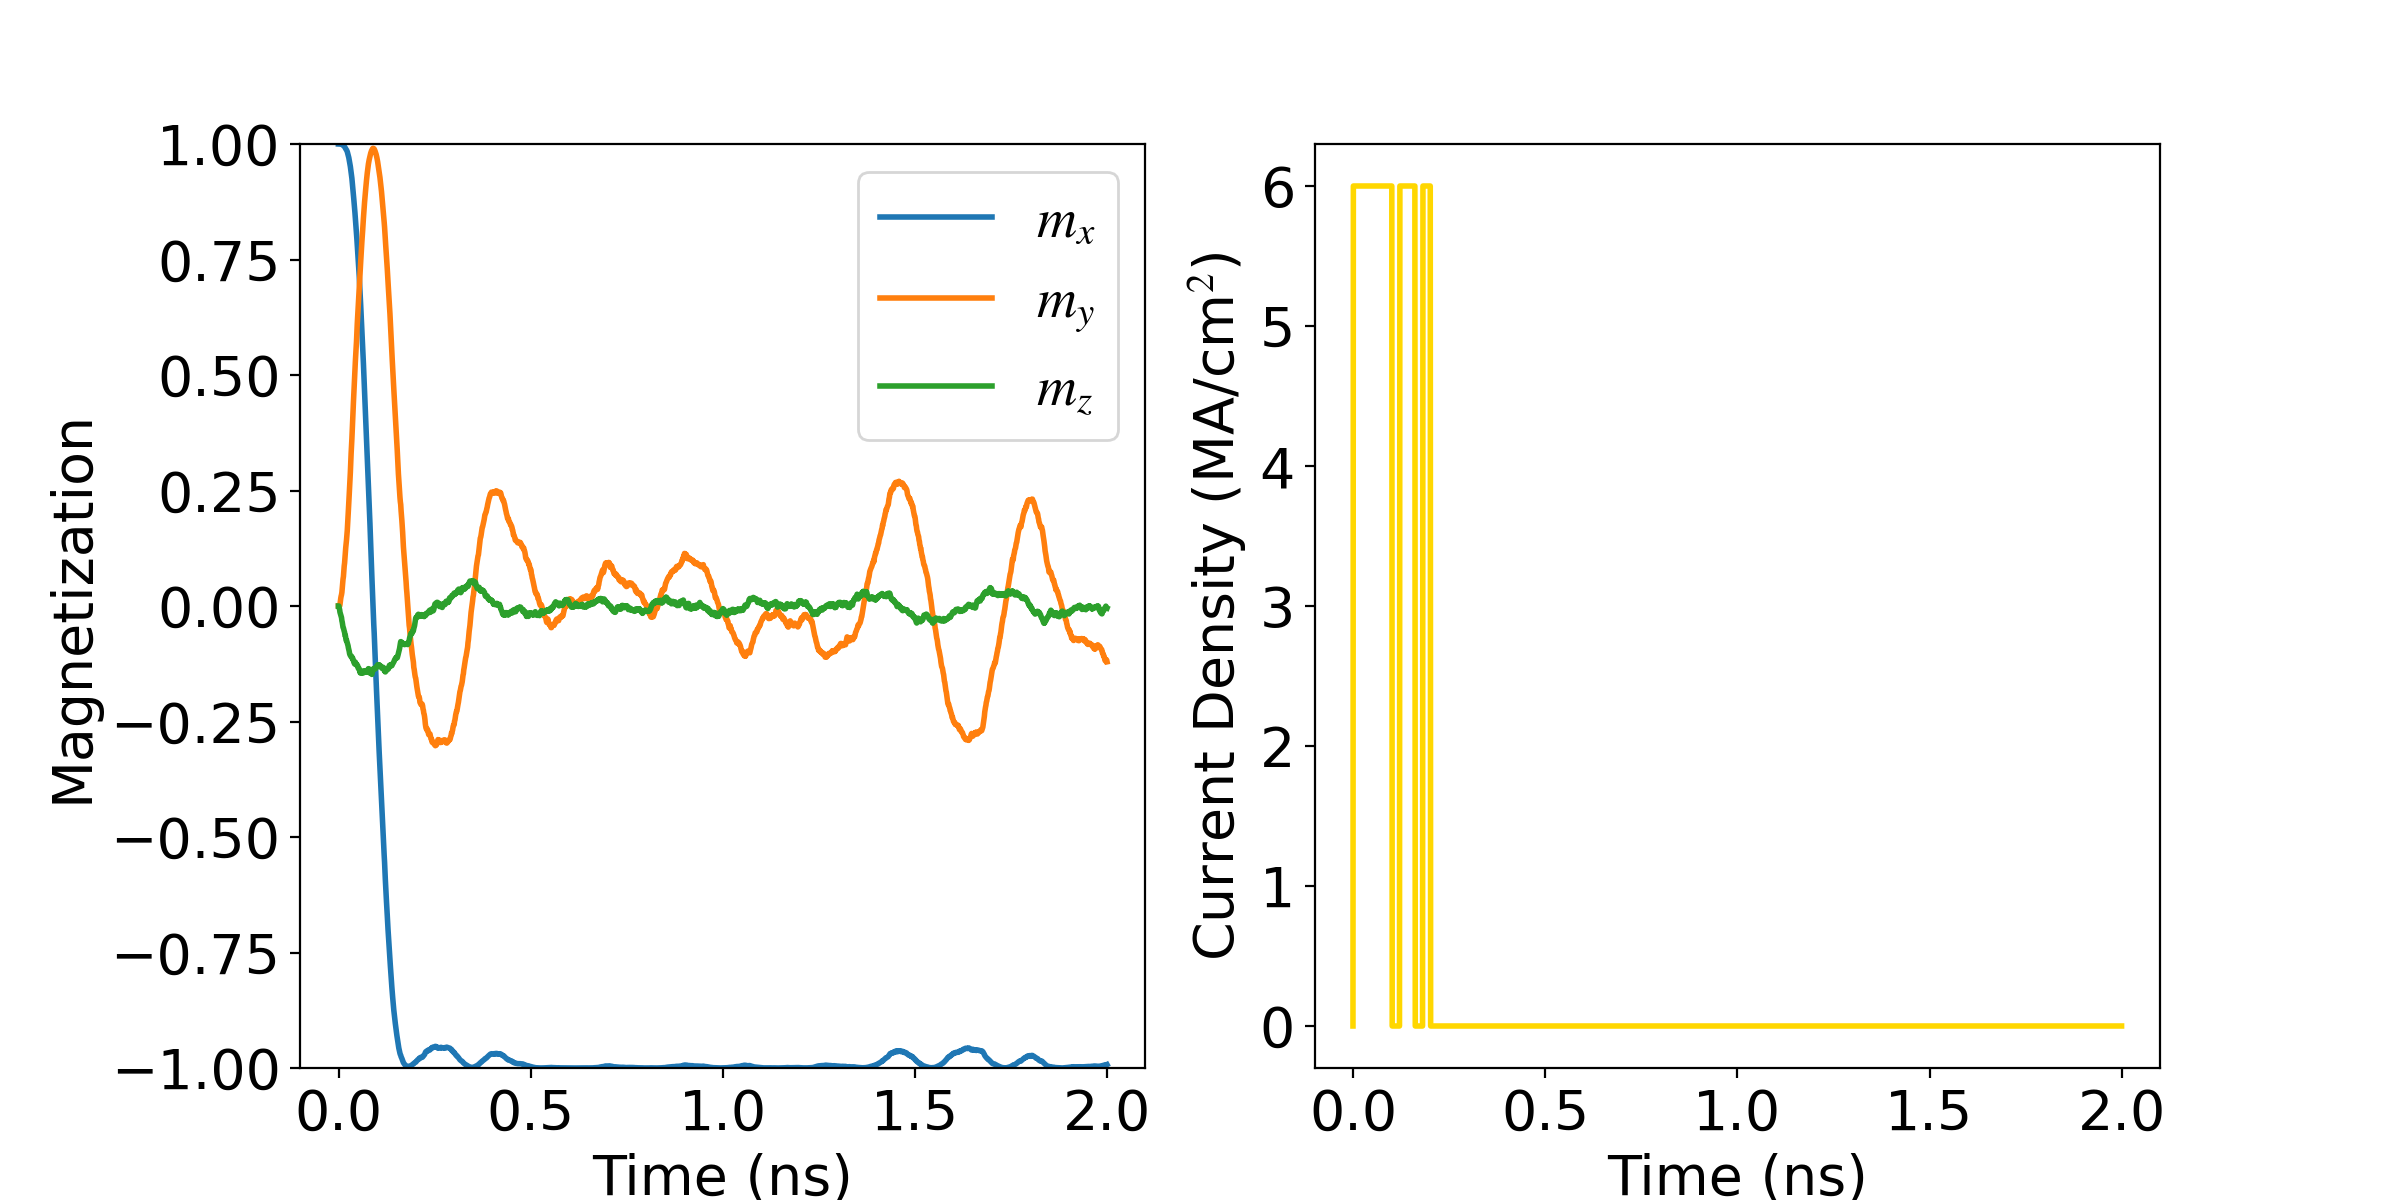 Magnetization
1.00
0.75
0.50
0.25
0.00
−0.25
−0.50
−0.75
−1.00
0.0 0.5 1.0 1.5 2.0
Time (ns)
m_x
m_y
m_z
Current Density (MA/cm²)
6
5
4
3
2
1
0
0.0 0.5 1.0 1.5 2.0
Time (ns)